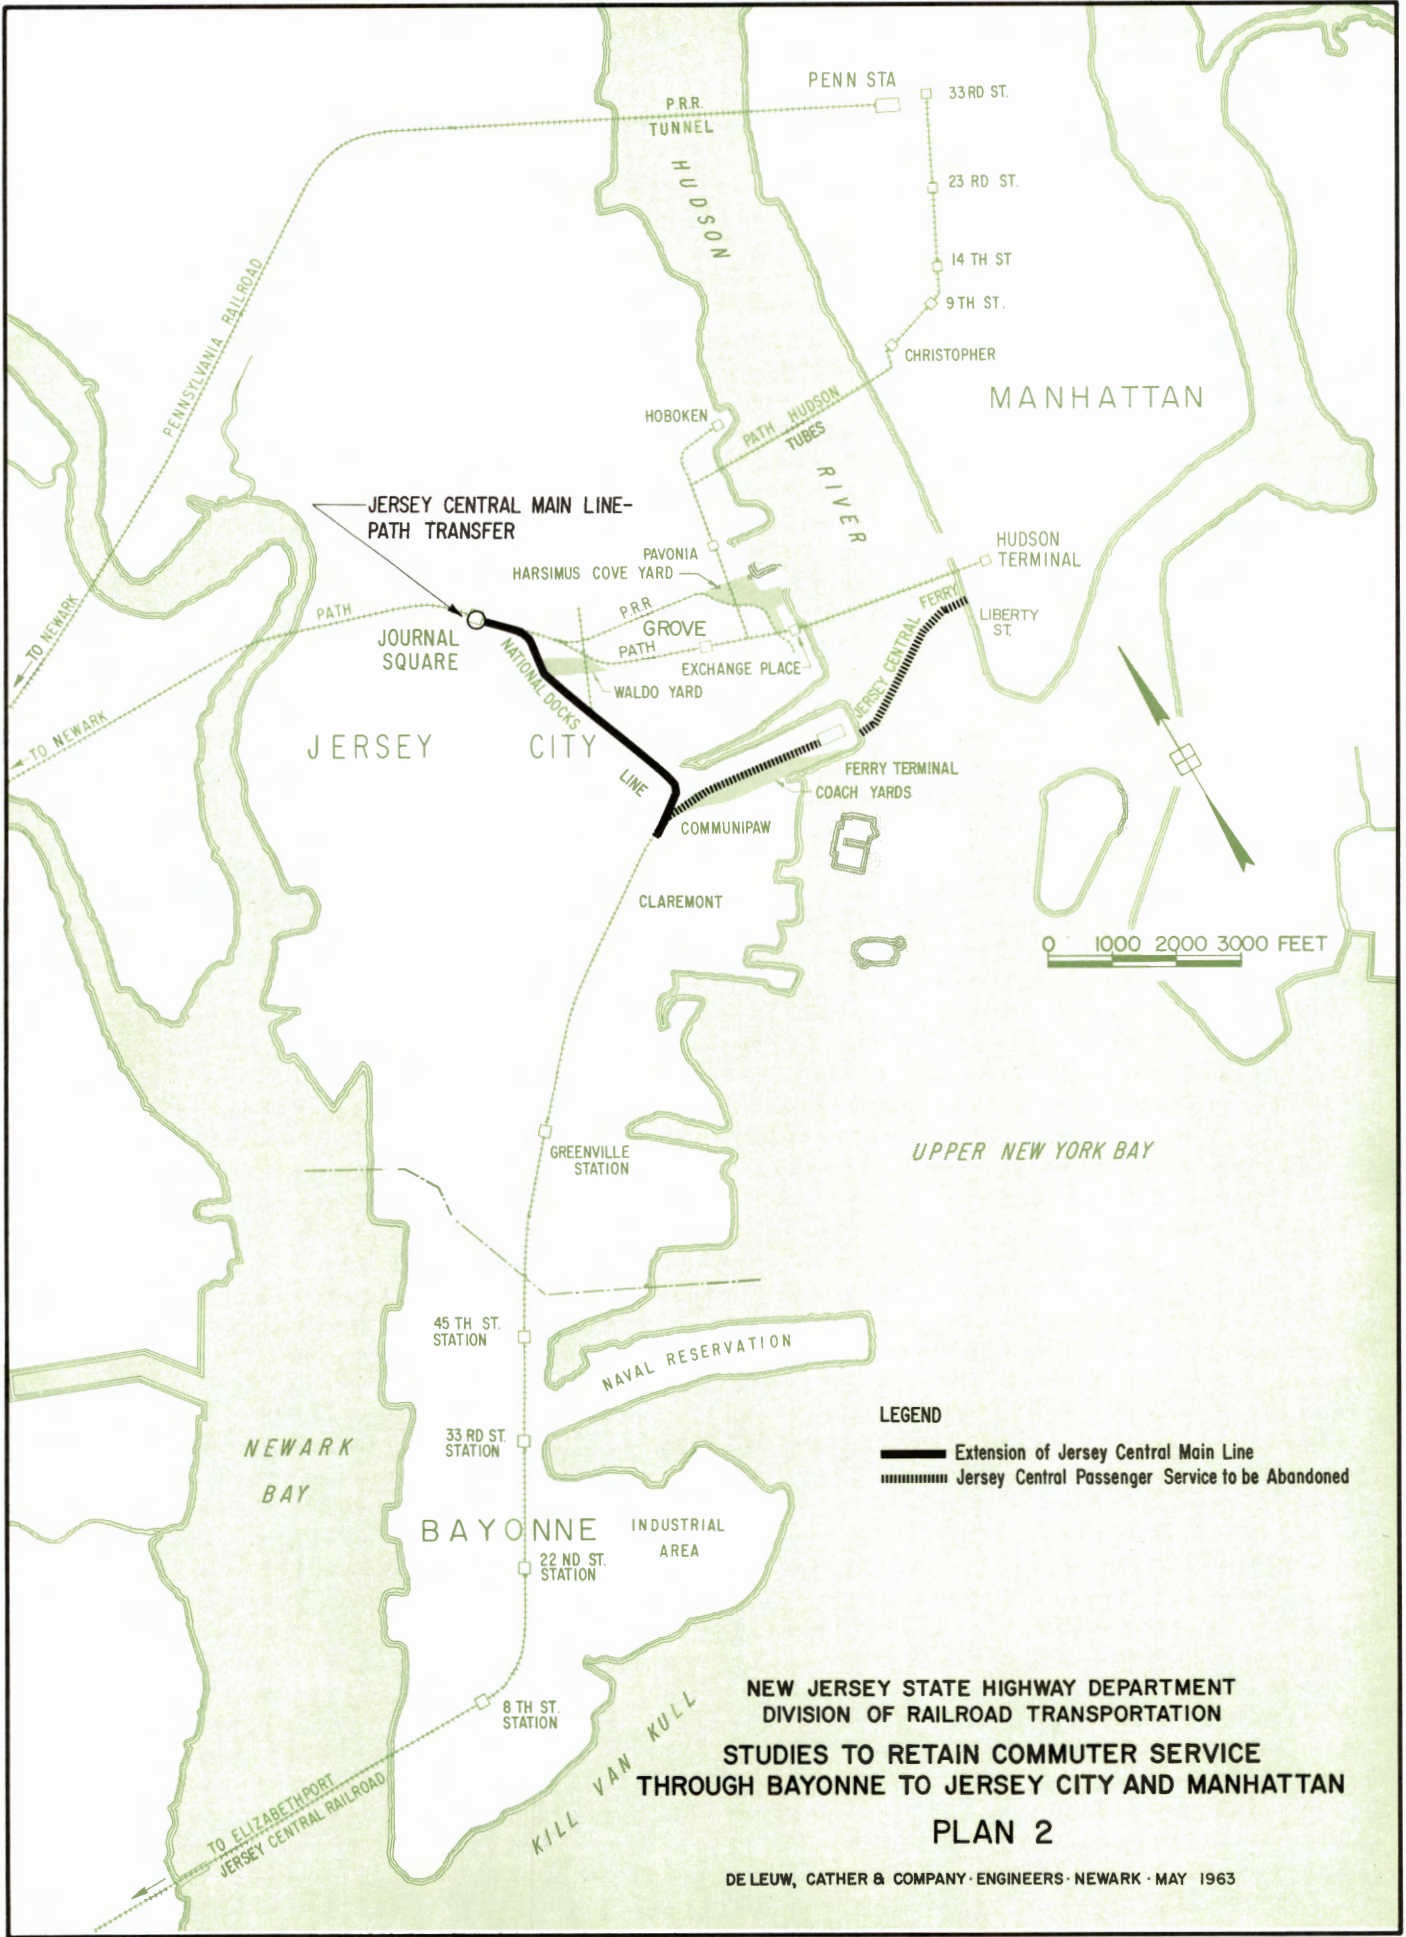 PENN STA
33RD ST.
P.R.R.
TUNNEL
HUDSON
23 RD ST.
14 TH ST
9 TH ST.
PENNSYLVANIA RAILROAD
CHRISTOPHER
MANHATTAN
HOBOKEN
PATH HUDSON
TUBES
RIVER
JERSEY CENTRAL MAIN LINE-
PATH TRANSFER
HUDSON
TERMINAL
PAVONIA
HARSIMUS COVE YARD
TO NEWARK
PATH
P.R.R
GROVE
FERRY
LIBERTY
ST.
JOURNAL
SQUARE
PATH
EXCHANGE PLACE
JERSEY CENTRAL
NATIONAL DOCKS
WALDO YARD
TO NEWARK
JERSEY CITY
LINE
FERRY TERMINAL
COACH YARDS
COMMUNIPAW
CLAREMONT
0 1000 2000 3000 FEET
GREENVILLE
STATION
UPPER NEW YORK BAY
45 TH ST.
STATION
NAVAL RESERVATION
LEGEND
33 RD ST.
STATION
NEWARK
BAY
Extension of Jersey Central Main Line
Jersey Central Passenger Service to be Abandoned
BAYONNE
INDUSTRIAL
AREA
22 ND ST.
STATION
8 TH ST.
STATION
KILL VAN KULL
TO ELIZABETHPORT
JERSEY CENTRAL RAILROAD
NEW JERSEY STATE HIGHWAY DEPARTMENT
DIVISION OF RAILROAD TRANSPORTATION
STUDIES TO RETAIN COMMUTER SERVICE
THROUGH BAYONNE TO JERSEY CITY AND MANHATTAN
PLAN 2
DE LEUW, CATHER & COMPANY · ENGINEERS · NEWARK · MAY 1963